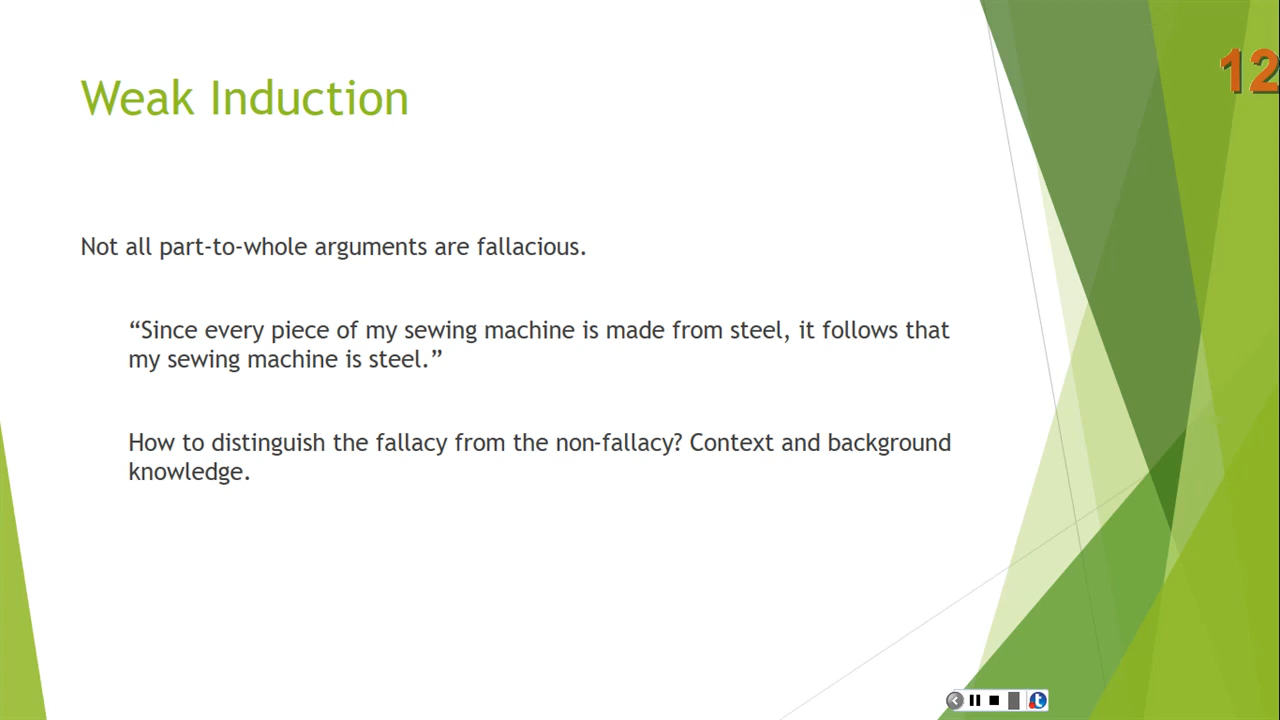 12
Weak Induction
Not all part-to-whole arguments are fallacious.
“Since every piece of my sewing machine is made from steel, it follows that
my sewing machine is steel.”
How to distinguish the fallacy from the non-fallacy? Context and background
knowledge.
t